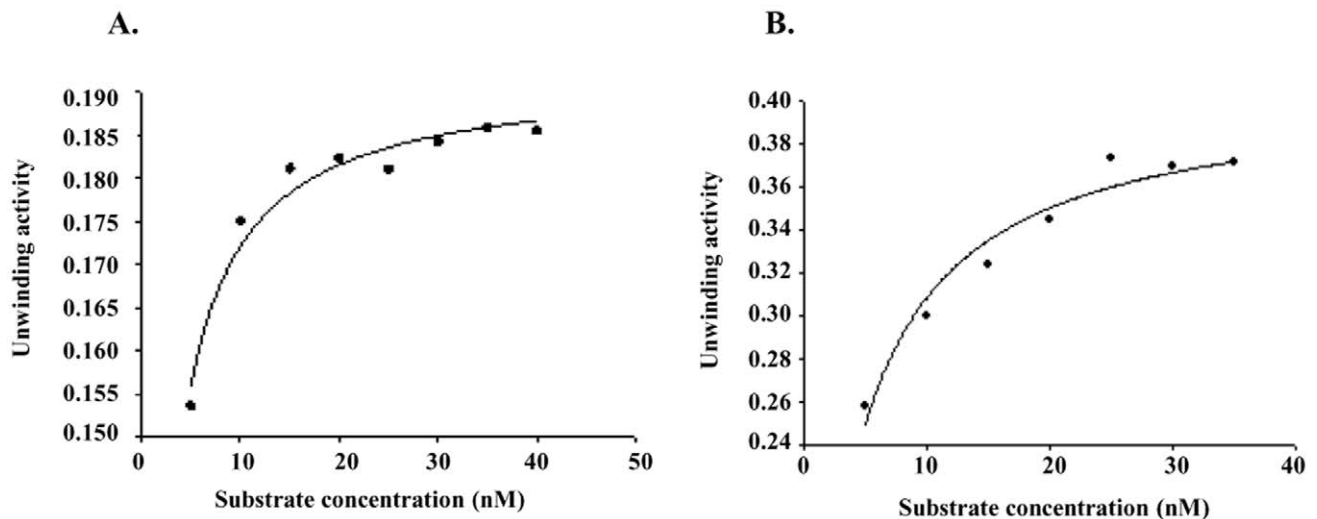 A.
0.190
0.185
0.180
0.175
0.170
0.165
0.160
0.155
0.150
Unwinding activity
0 10 20 30 40 50
Substrate concentration (nM)
B.
0.40
0.36
0.34
0.32
0.30
0.28
0.26
0.24
Unwinding activity
0 10 20 30 40
Substrate concentration (nM)